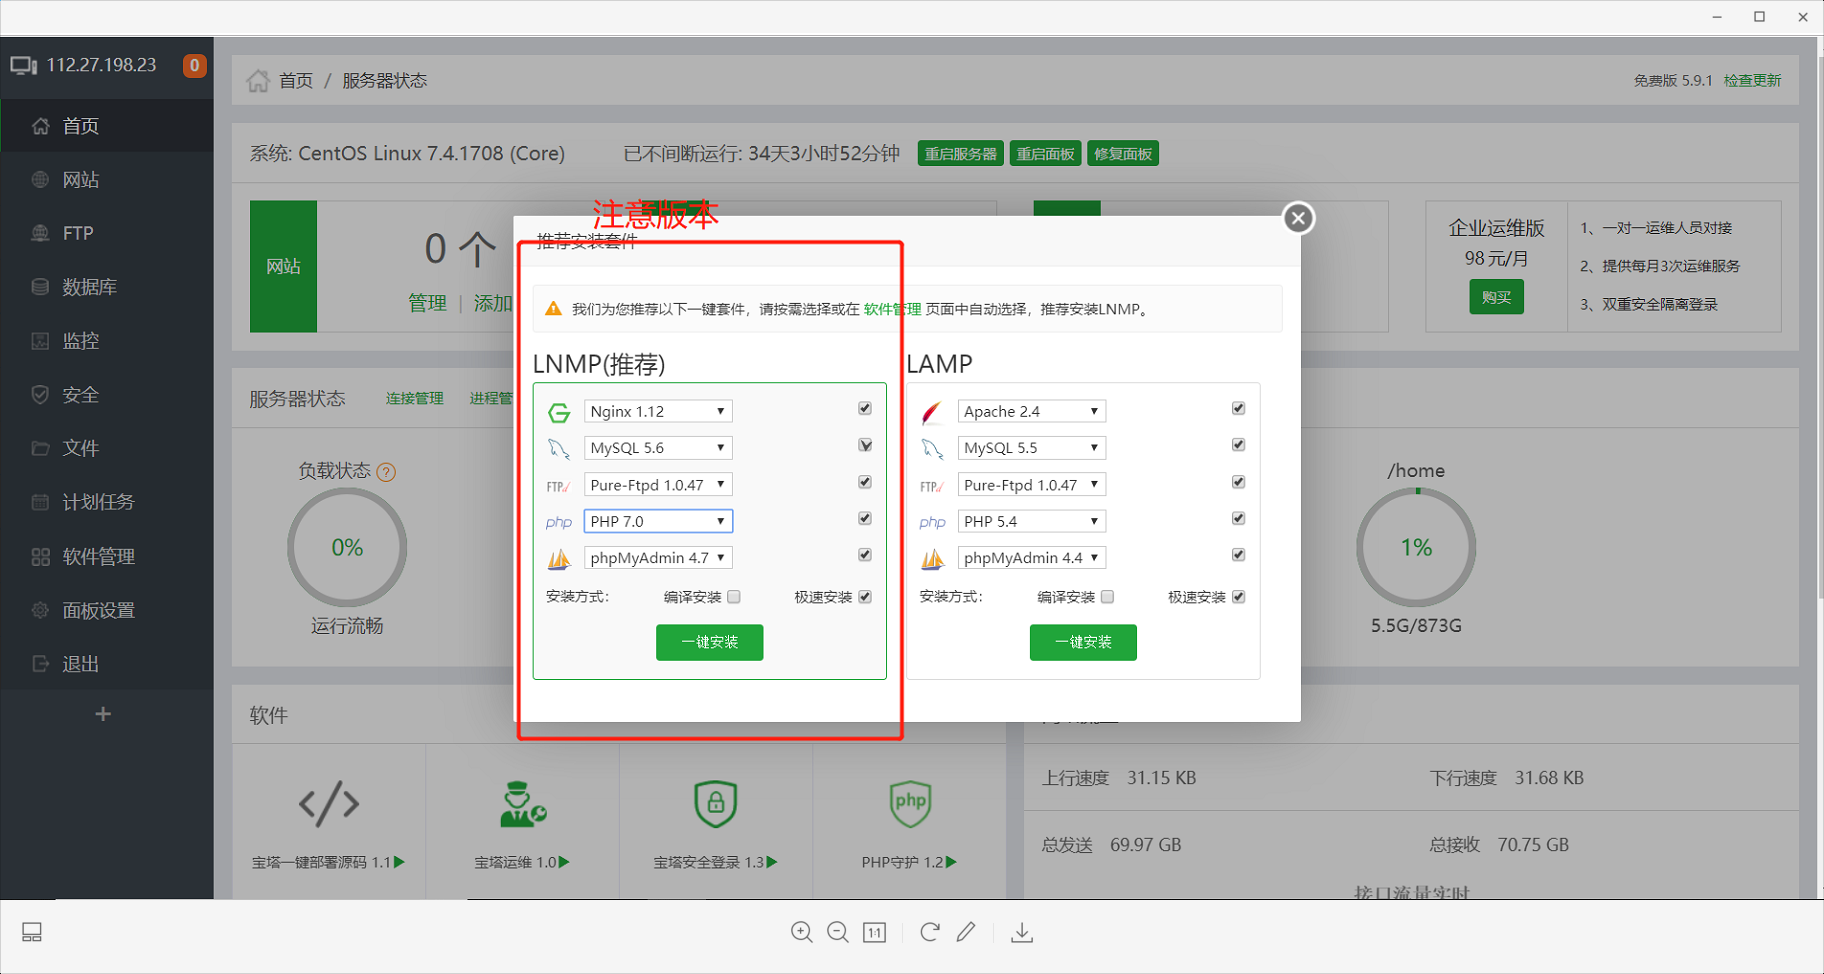 112.27.198.23
0
首页
网站
FTP
数据库
监控
安全
文件
计划任务
软件管理
面板设置
退出
首页 / 服务器状态
免费版 5.9.1 检查更新
系统: CentOS Linux 7.4.1708 (Core)
已不间断运行: 34天3小时52分钟
重启服务器
重启面板
修复面板
网站
0 个
管理 | 添加
企业运维版
98 元/月
购买
1、一对一运维人员对接
2、提供每月3次运维服务
3、双重安全隔离登录
注意版本
推荐安装套件
我们为您推荐以下一键套件，请按需选择或在 软件管理 页面中自动选择，推荐安装LNMP。
LNMP(推荐)
Nginx 1.12
MySQL 5.6
FTP Pure-Ftpd 1.0.47
php PHP 7.0
phpMyAdmin 4.7
安装方式: 编译安装 极速安装
一键安装
LAMP
Apache 2.4
MySQL 5.5
FTP Pure-Ftpd 1.0.47
php PHP 5.4
phpMyAdmin 4.4
安装方式: 编译安装 极速安装
一键安装
服务器状态 连接管理 进程管
负载状态 ?
0%
运行流畅
/home
1%
5.5G/873G
软件
宝塔一键部署源码 1.1
宝塔运维 1.0
宝塔安全登录 1.3
php
PHP守护 1.2
上行速度 31.15 KB
下行速度 31.68 KB
总发送 69.97 GB
总接收 70.75 GB
接口流量实时
1:1